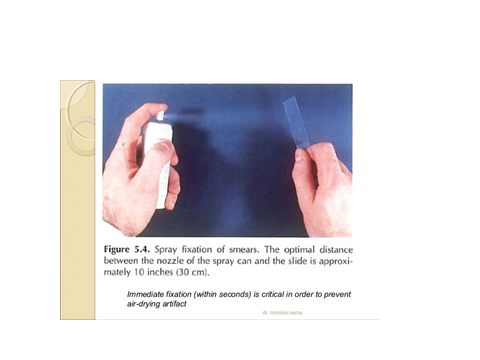 Figure 5.4. Spray fixation of smears. The optimal distance
between the nozzle of the spray can and the slide is approxi-
mately 10 inches (30 cm).
Immediate fixation (within seconds) is critical in order to prevent
air-drying artifact
dr. monika nema